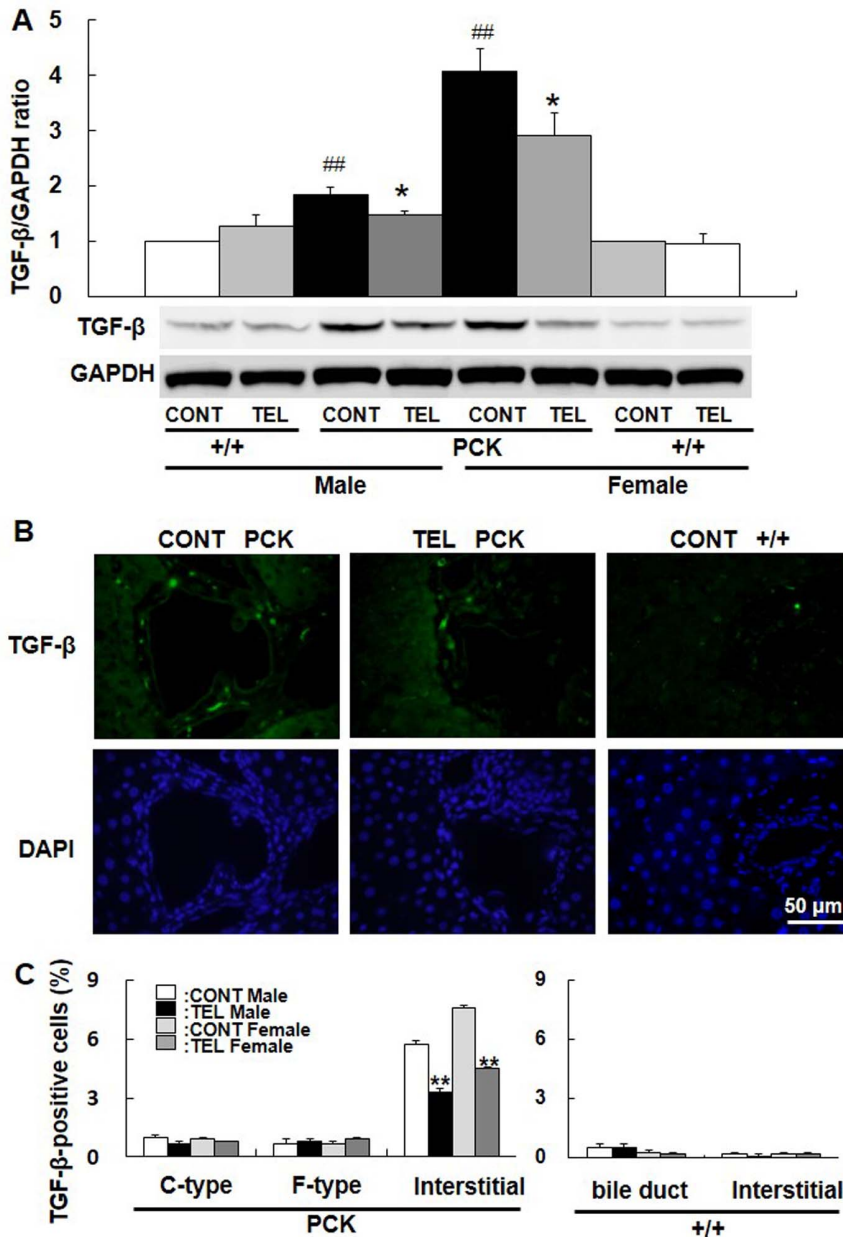 A
TGF-β/GAPDH ratio
5
4
3
2
1
0
##
*
##
*
TGF-β
GAPDH
CONT TEL CONT TEL CONT TEL CONT TEL
+/+ PCK +/+
Male Female
B
CONT PCK TEL PCK CONT +/+
TGF-β
DAPI
50 μm
C
TGF-β-positive cells (%)
9
6
3
0
:CONT Male
:TEL Male
:CONT Female
:TEL Female
**
**
C-type F-type Interstitial
PCK
9
6
3
0
bile duct Interstitial
+/+